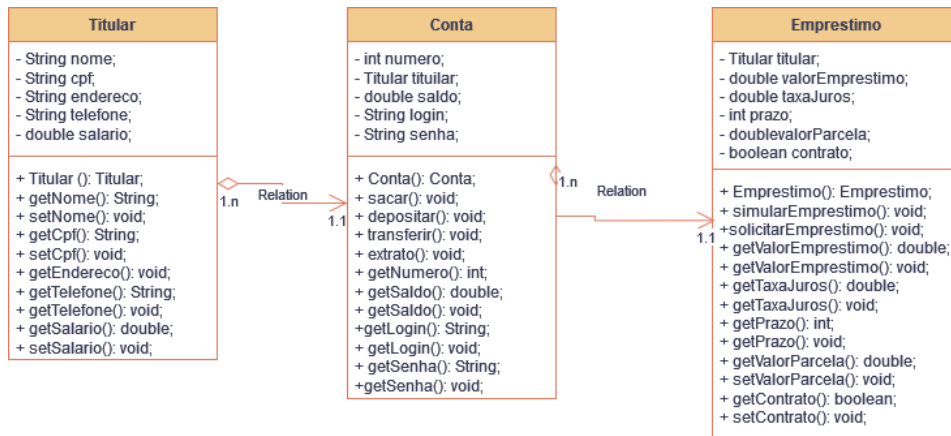 Titular
- String nome;
- String cpf;
- String endereco;
- String telefone;
- double salario;
+ Titular (): Titular;
+ getNome(): String;
+ setNome(): void;
+ getCpf(): String;
+ setCpf(): void;
+ getEndereco(): void;
+ getTelefone(): String;
+ getTelefone(): void;
+ getSalario(): double;
+ setSalario(): void;
1.n
Relation
1.1
Conta
- int numero;
- Titular tituilar;
- double saldo;
- String login;
- String senha;
+ Conta(): Conta;
+ sacar(): void;
+ depositar(): void;
+ transferir(): void;
+ extrato(): void;
+ getNumero(): int;
+ getSaldo(): double;
+ getSaldo(): void;
+getLogin(): String;
+ getLogin(): void;
+ getSenha(): String;
+getSenha(): void;
1.n
Relation
1.1
Emprestimo
- Titular titular;
- double valorEmprestimo;
- double taxaJuros;
- int prazo;
- doublevalorParcela;
- boolean contrato;
+ Emprestimo(): Emprestimo;
+ simularEmprestimo(): void;
+solicitarEmprestimo(): void;
+ getValorEmprestimo(): double;
+ getValorEmprestimo(): void;
+ getTaxaJuros(): double;
+ getTaxaJuros(): void;
+ getPrazo(): int;
+ getPrazo(): void;
+ getValorParcela(): double;
+ setValorParcela(): void;
+ getContrato(): boolean;
+ setContrato(): void;